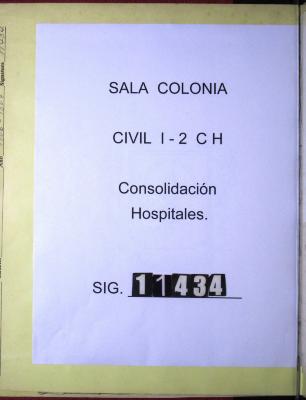 SALA COLONIA
CIVIL I - 2 C H
Consolidación
Hospitales.
SIG. 11434